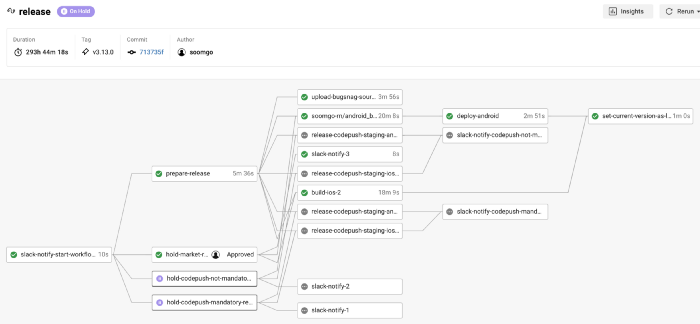 release On Hold
Insights
Rerun
Duration
293h 44m 18s
Tag
v3.13.0
Commit
713735f
Author
soomgo
upload-bugsnag-sour... 3m 56s
soomgo-m/android_b... 20m 8s
deploy-android 2m 51s
set-current-version-as-l... 1m 0s
release-codepush-staging-an...
slack-notify-codepush-not-m...
slack-notify-3 8s
prepare-release 5m 36s
release-codepush-staging-ios...
build-ios-2 18m 9s
release-codepush-staging-an...
slack-notify-codepush-mand...
release-codepush-staging-ios...
slack-notify-start-workflo... 10s
hold-market-r... Approved
hold-codepush-not-mandato...
slack-notify-2
hold-codepush-mandatory-re...
slack-notify-1